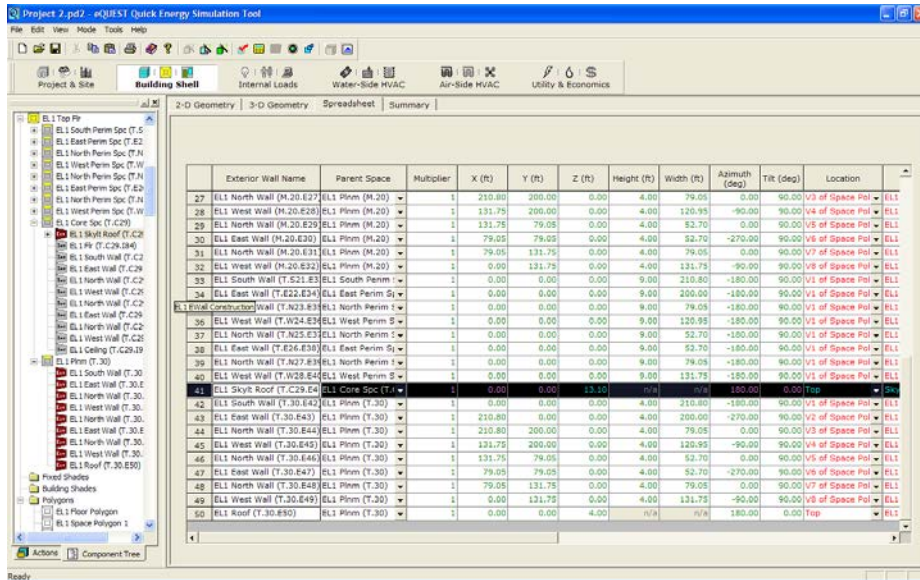 Project 2.pd2 - eQUEST Quick Energy Simulation Tool
File Edit View Mode Tools Help
Project & Site Building Shell Internal Loads Water-Side HVAC Air-Side HVAC Utility & Economics
2-D Geometry 3-D Geometry Spreadsheet Summary
EL1 Top Flr
EL1 South Perim Spc (T.S
EL1 East Perim Spc (T.E2
EL1 North Perim Spc (T.N
EL1 West Perim Spc (T.W
EL1 North Perim Spc (T.N
EL1 East Perim Spc (T.E2
EL1 North Perim Spc (T.N
EL1 West Perim Spc (T.W
EL1 Core Spc (T.C29)
EL1 Skylt Roof (T.C2
EL1 Flr (T.C29.I84)
EL1 South Wall (T.C2
EL1 East Wall (T.C29
EL1 North Wall (T.C2
EL1 West Wall (T.C29
EL1 North Wall (T.C2
EL1 East Wall (T.C29
EL1 North Wall (T.C2
EL1 West Wall (T.C29
EL1 Ceiling (T.C29.I9
EL1 Plnm (T.30)
EL1 South Wall (T.30
EL1 East Wall (T.30.E
EL1 North Wall (T.30.
EL1 West Wall (T.30.
EL1 North Wall (T.30.
EL1 East Wall (T.30.E
EL1 North Wall (T.30.
EL1 West Wall (T.30.
EL1 Roof (T.30.E50)
Fixed Shades
Building Shades
Polygons
EL1 Floor Polygon
EL1 Space Polygon 1
Actions Component Tree
Exterior Wall Name Parent Space Multiplier X (ft) Y (ft) Z (ft) Height (ft) Width (ft) Azimuth (deg) Tilt (deg) Location
27 EL1 North Wall (M.20.E27) EL1 Plnm (M.20) 1 210.80 200.00 0.00 4.00 79.05 0.00 90.00 V3 of Space Pol EL1
28 EL1 West Wall (M.20.E28) EL1 Plnm (M.20) 1 131.75 200.00 0.00 4.00 120.95 -90.00 90.00 V4 of Space Pol EL1
29 EL1 North Wall (M.20.E29) EL1 Plnm (M.20) 1 131.75 79.05 0.00 4.00 52.70 0.00 90.00 V5 of Space Pol EL1
30 EL1 East Wall (M.20.E30) EL1 Plnm (M.20) 1 79.05 79.05 0.00 4.00 52.70 -270.00 90.00 V6 of Space Pol EL1
31 EL1 North Wall (M.20.E31) EL1 Plnm (M.20) 1 79.05 131.75 0.00 4.00 79.05 0.00 90.00 V7 of Space Pol EL1
32 EL1 West Wall (M.20.E32) EL1 Plnm (M.20) 1 0.00 131.75 0.00 4.00 131.75 -90.00 90.00 V8 of Space Pol EL1
33 EL1 South Wall (T.S21.E3 EL1 South Perim 1 0.00 0.00 0.00 9.00 210.80 -180.00 90.00 V1 of Space Pol EL1
34 EL1 East Wall (T.E22.E34) EL1 East Perim Sp 1 0.00 0.00 0.00 9.00 200.00 -180.00 90.00 V1 of Space Pol EL1
EL1 EWall Construction Wall (T.N23.E35 EL1 North Perim 1 0.00 0.00 0.00 9.00 79.05 -180.00 90.00 V1 of Space Pol EL1
36 EL1 West Wall (T.W24.E36 EL1 West Perim S 1 0.00 0.00 0.00 9.00 120.95 -180.00 90.00 V1 of Space Pol EL1
37 EL1 North Wall (T.N25.E37 EL1 North Perim 1 0.00 0.00 0.00 9.00 52.70 -180.00 90.00 V1 of Space Pol EL1
38 EL1 East Wall (T.E26.E38) EL1 East Perim Sp 1 0.00 0.00 0.00 9.00 52.70 -180.00 90.00 V1 of Space Pol EL1
39 EL1 North Wall (T.N27.E39 EL1 North Perim 1 0.00 0.00 0.00 9.00 79.05 -180.00 90.00 V1 of Space Pol EL1
40 EL1 West Wall (T.W28.E40 EL1 West Perim S 1 0.00 0.00 0.00 9.00 131.75 -180.00 90.00 V1 of Space Pol EL1
41 EL1 Skylt Roof (T.C29.E4 EL1 Core Spc (T. 1 0.00 0.00 13.10 n/a n/a 180.00 0.00 Top Sky
42 EL1 South Wall (T.30.E42) EL1 Plnm (T.30) 1 0.00 0.00 0.00 4.00 210.80 -180.00 90.00 V1 of Space Pol EL1
43 EL1 East Wall (T.30.E43) EL1 Plnm (T.30) 1 210.80 0.00 0.00 4.00 200.00 -270.00 90.00 V2 of Space Pol EL1
44 EL1 North Wall (T.30.E44) EL1 Plnm (T.30) 1 210.80 200.00 0.00 4.00 79.05 0.00 90.00 V3 of Space Pol EL1
45 EL1 West Wall (T.30.E45) EL1 Plnm (T.30) 1 131.75 200.00 0.00 4.00 120.95 -90.00 90.00 V4 of Space Pol EL1
46 EL1 North Wall (T.30.E46) EL1 Plnm (T.30) 1 131.75 79.05 0.00 4.00 52.70 0.00 90.00 V5 of Space Pol EL1
47 EL1 East Wall (T.30.E47) EL1 Plnm (T.30) 1 79.05 79.05 0.00 4.00 52.70 -270.00 90.00 V6 of Space Pol EL1
48 EL1 North Wall (T.30.E48) EL1 Plnm (T.30) 1 79.05 131.75 0.00 4.00 79.05 0.00 90.00 V7 of Space Pol EL1
49 EL1 West Wall (T.30.E49) EL1 Plnm (T.30) 1 0.00 131.75 0.00 4.00 131.75 -90.00 90.00 V8 of Space Pol EL1
50 EL1 Roof (T.30.E50) EL1 Plnm (T.30) 1 0.00 0.00 4.00 n/a n/a 180.00 0.00 Top EL1
Ready